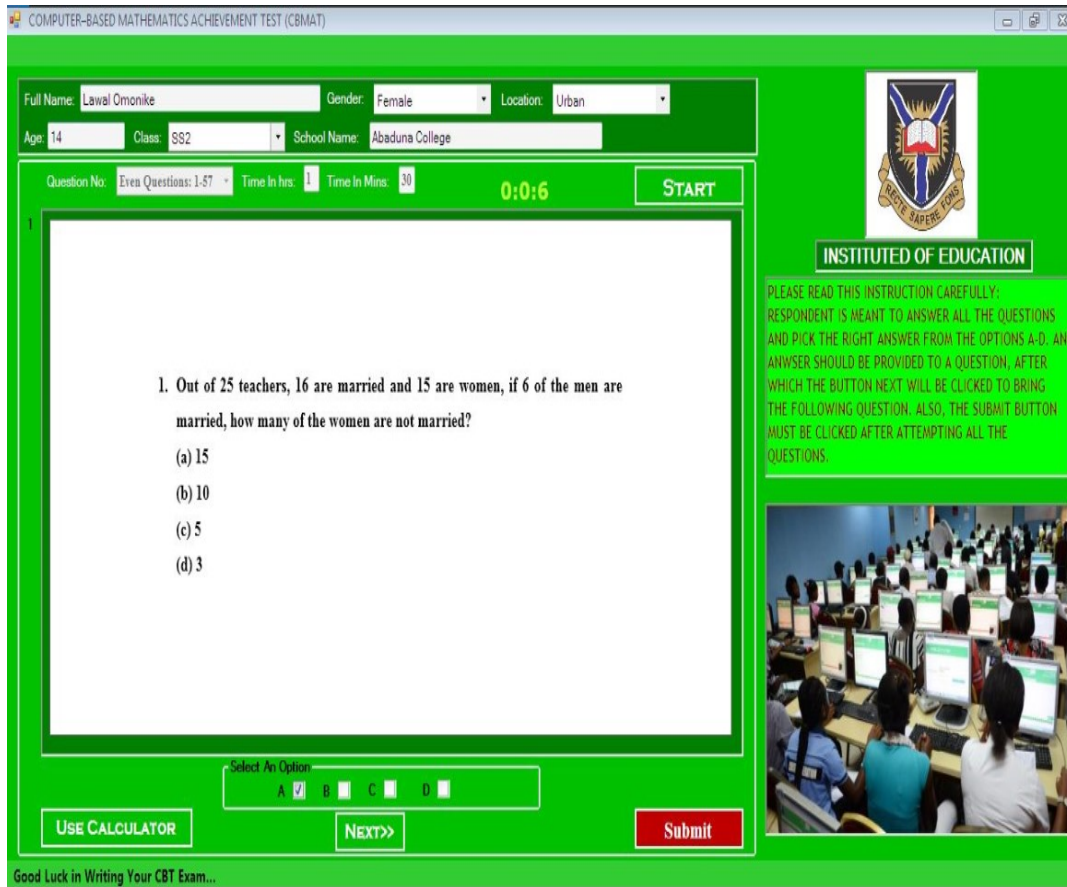 COMPUTER–BASED MATHEMATICS ACHIEVEMENT TEST (CBMAT)
Full Name: Lawal Omonike Gender: Female Location: Urban
Age: 14 Class: SS2 School Name: Abaduna College
Question No: Even Questions: 1-57 Time In hrs: 1 Time In Mins: 30 0:0:6 START
1
1. Out of 25 teachers, 16 are married and 15 are women, if 6 of the men are
married, how many of the women are not married?
(a) 15
(b) 10
(c) 5
(d) 3
Select An Option
A B C D
USE CALCULATOR NEXT>> Submit
Good Luck in Writing Your CBT Exam...
RECTE SAPERE FONS
INSTITUTED OF EDUCATION
PLEASE READ THIS INSTRUCTION CAREFULLY:
RESPONDENT IS MEANT TO ANSWER ALL THE QUESTIONS
AND PICK THE RIGHT ANSWER FROM THE OPTIONS A-D. AN
ANWSER SHOULD BE PROVIDED TO A QUESTION, AFTER
WHICH THE BUTTON NEXT WILL BE CLICKED TO BRING
THE FOLLOWING QUESTION. ALSO, THE SUBMIT BUTTON
MUST BE CLICKED AFTER ATTEMPTING ALL THE
QUESTIONS.